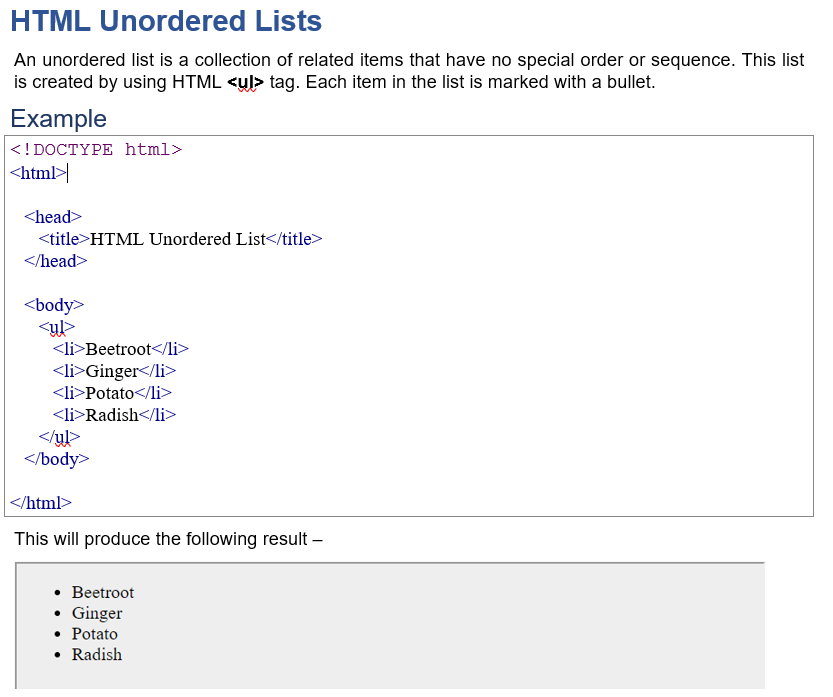 HTML Unordered Lists
An unordered list is a collection of related items that have no special order or sequence. This list
is created by using HTML <ul> tag. Each item in the list is marked with a bullet.
Example
<!DOCTYPE html>
<html>
<head>
<title>HTML Unordered List</title>
</head>
<body>
<ul>
<li>Beetroot</li>
<li>Ginger</li>
<li>Potato</li>
<li>Radish</li>
</ul>
</body>
</html>
This will produce the following result –
• Beetroot
• Ginger
• Potato
• Radish